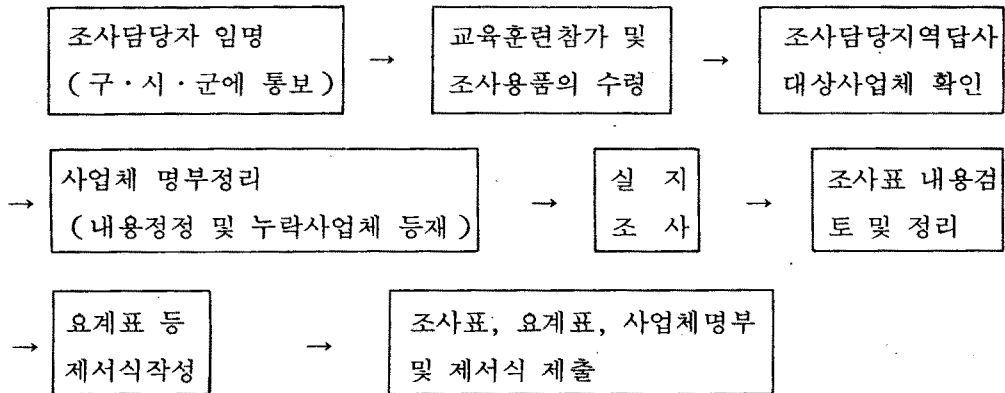 조사담당자 임명
(구·시·군에 통보)
→
교육훈련참가 및
조사용품의 수령
→
조사담당지역답사
대상사업체 확인
→
사업체 명부정리
(내용정정 및 누락사업체 등재)
→
실 지
조 사
→
조사표 내용검
토 및 정리
→
요계표 등
제서식작성
→
조사표, 요계표, 사업체명부
및 제서식 제출